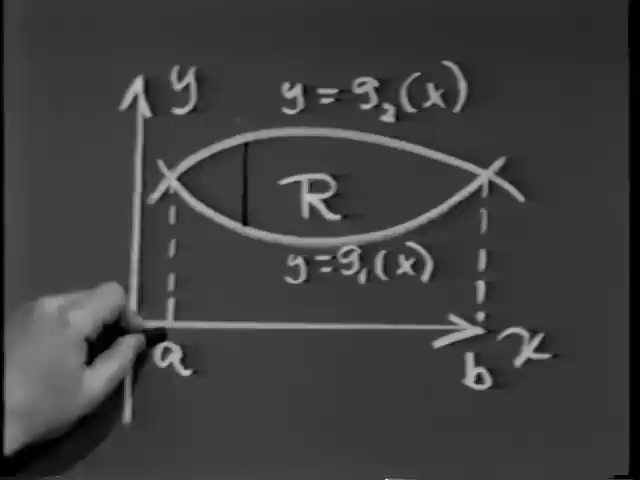 y
y = g₂(x)
R
y = g₁(x)
a
b
x